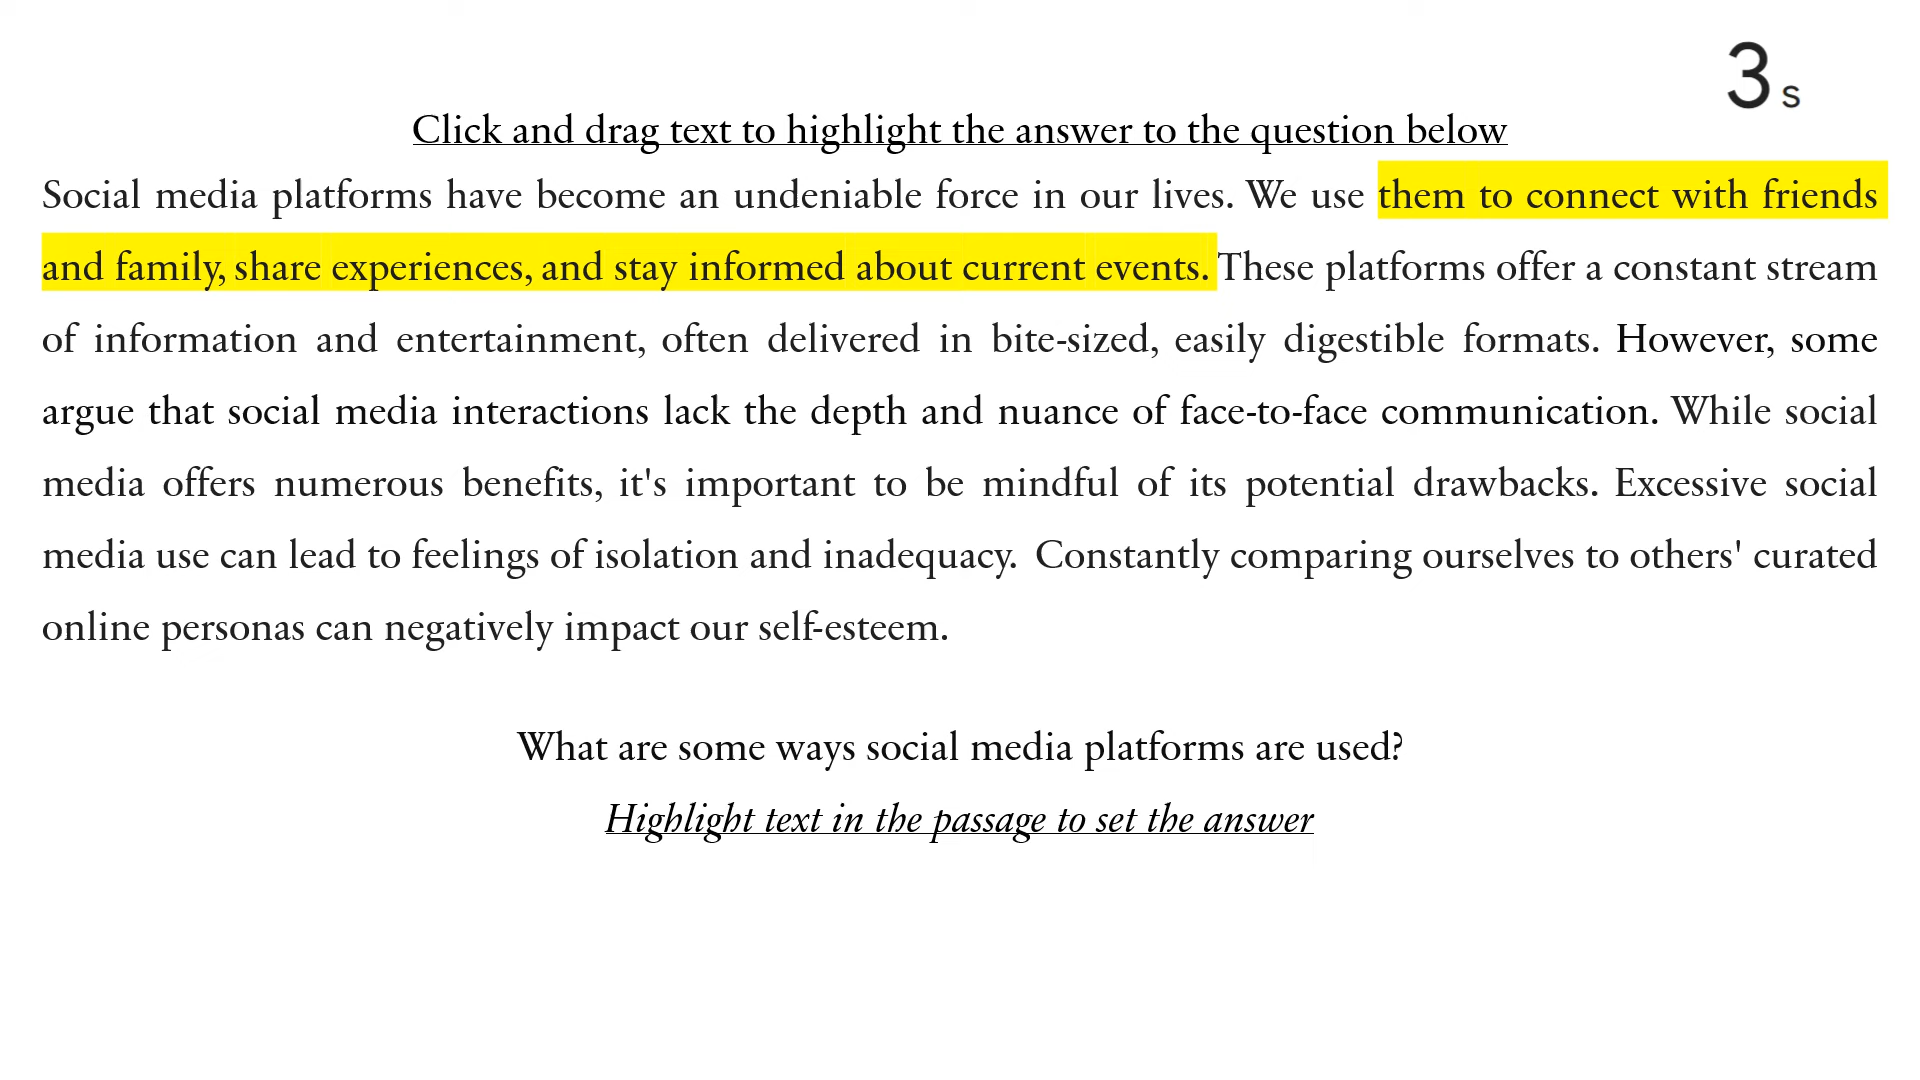 3 s
Click and drag text to highlight the answer to the question below
Social media platforms have become an undeniable force in our lives. We use them to connect with friends
and family, share experiences, and stay informed about current events. These platforms offer a constant stream
of information and entertainment, often delivered in bite-sized, easily digestible formats. However, some
argue that social media interactions lack the depth and nuance of face-to-face communication. While social
media offers numerous benefits, it's important to be mindful of its potential drawbacks. Excessive social
media use can lead to feelings of isolation and inadequacy.  Constantly comparing ourselves to others' curated
online personas can negatively impact our self-esteem.
What are some ways social media platforms are used?
Highlight text in the passage to set the answer